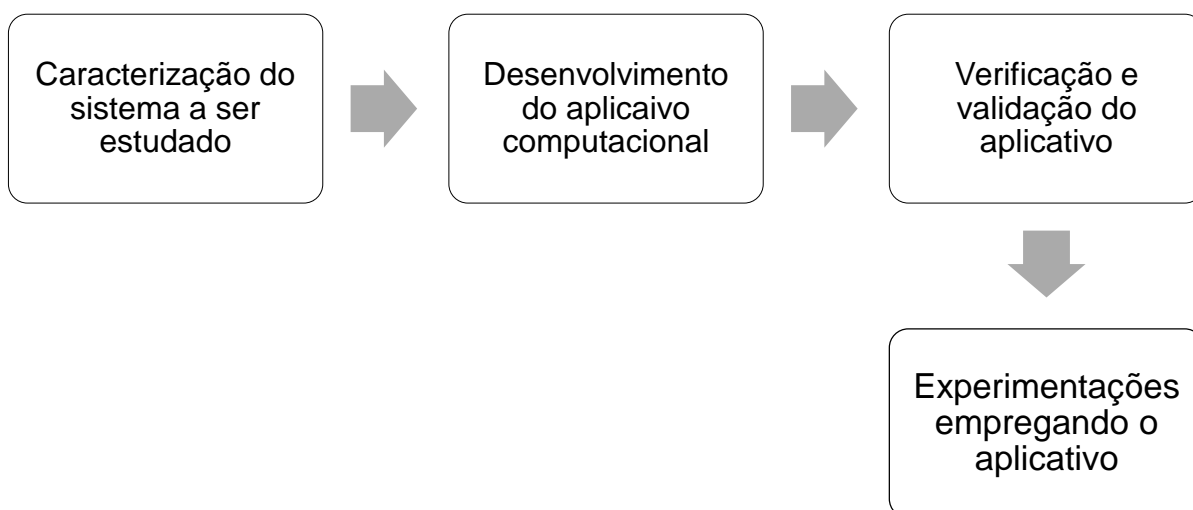 Caracterização do
sistema a ser
estudado
Desenvolvimento
do aplicaivo
computacional
Verificação e
validação do
aplicativo
Experimentações
empregando o
aplicativo